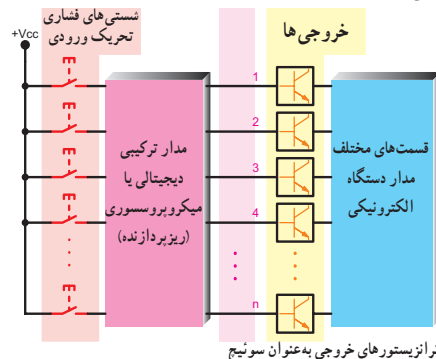 شستی‌های فشاری
تحریک ورودی
+Vcc
خروجی‌ها
1
2
3
4
n
مدار ترکیبی
دیجیتالی یا
میکروپروسسوری
(ریزپردازنده)
قسمت‌های مختلف
مدار دستگاه
الکترونیکی
ترانزیستورهای خروجی به‌عنوان سوئیچ